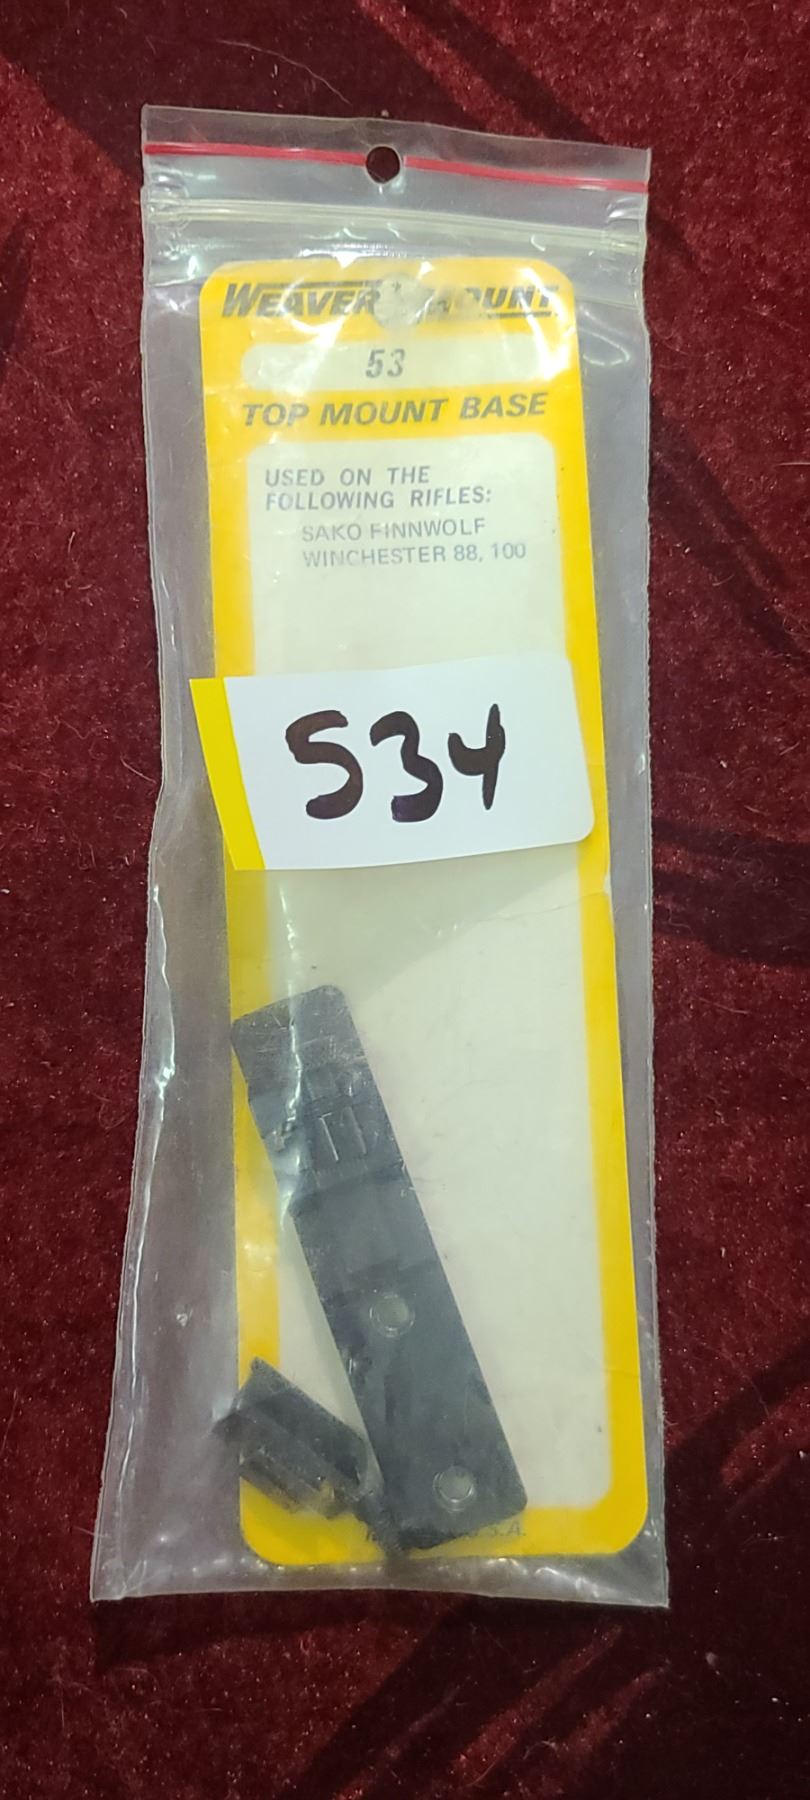 WEAVER MOUNT
53
TOP MOUNT BASE
USED ON THE
FOLLOWING RIFLES:
SAKO FINNWOLF
WINCHESTER 88, 100
534
S.A.